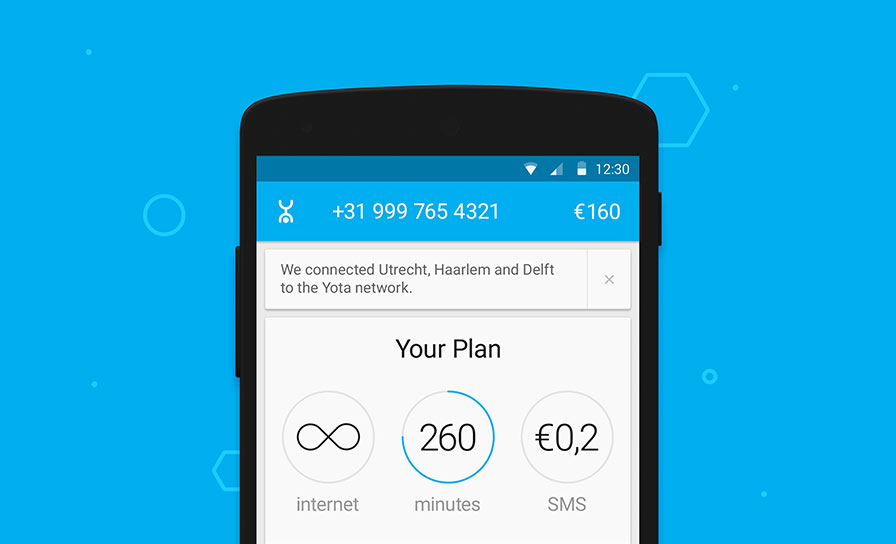 12:30
+31 999 765 4321 €160
We connected Utrecht, Haarlem and Delft
to the Yota network.
×
Your Plan
∞ 260 €0,2
internet minutes SMS